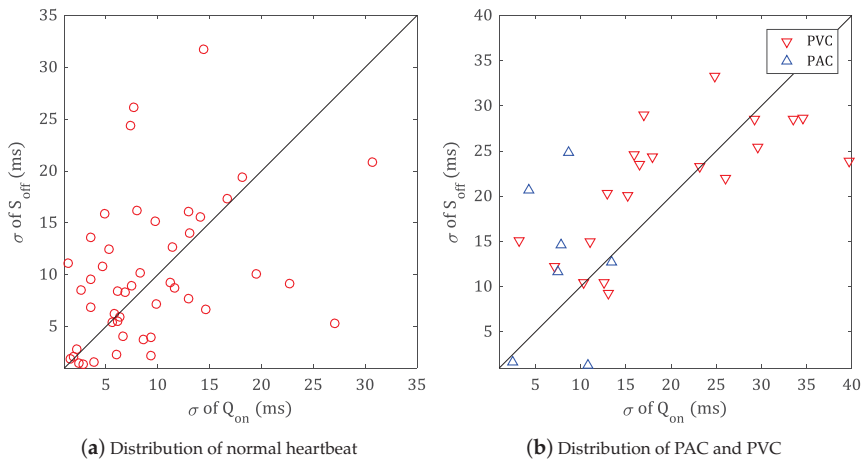 35
30
25
20
15
10
5
σ of S_off (ms)
5 10 15 20 25 30 35
σ of Q_on (ms)
(a) Distribution of normal heartbeat
40
35
30
25
20
15
10
5
σ of S_off (ms)
PVC
PAC
5 10 15 20 25 30 35 40
σ of Q_on (ms)
(b) Distribution of PAC and PVC